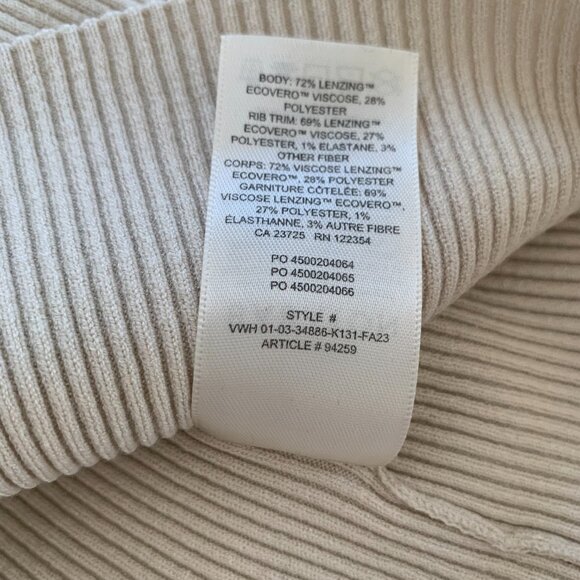 BODY: 72% LENZING™
ECOVERO™ VISCOSE, 28%
POLYESTER
RIB TRIM: 69% LENZING™
ECOVERO™ VISCOSE, 27%
POLYESTER, 1% ELASTANE, 3%
OTHER FIBER
CORPS: 72% VISCOSE LENZING™
ECOVERO™, 28% POLYESTER
GARNITURE CÔTELÉE: 69%
VISCOSE LENZING™ ECOVERO™,
27% POLYESTER, 1%
ÉLASTHANNE, 3% AUTRE FIBRE
CA 23725 RN 122354
PO 4500204064
PO 4500204065
PO 4500204066
STYLE #
VWH 01-03-34886-K131-FA23
ARTICLE # 94259